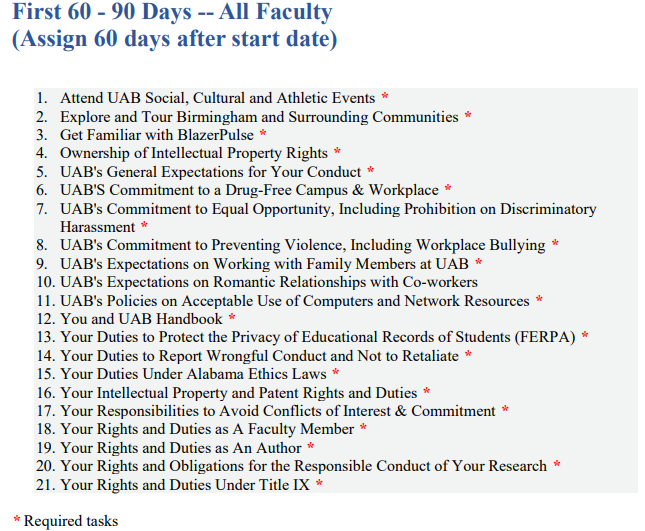 First 60 - 90 Days -- All Faculty
(Assign 60 days after start date)
1. Attend UAB Social, Cultural and Athletic Events *
2. Explore and Tour Birmingham and Surrounding Communities *
3. Get Familiar with BlazerPulse *
4. Ownership of Intellectual Property Rights *
5. UAB's General Expectations for Your Conduct *
6. UAB'S Commitment to a Drug-Free Campus & Workplace *
7. UAB's Commitment to Equal Opportunity, Including Prohibition on Discriminatory
Harassment *
8. UAB's Commitment to Preventing Violence, Including Workplace Bullying *
9. UAB's Expectations on Working with Family Members at UAB *
10. UAB's Expectations on Romantic Relationships with Co-workers
11. UAB's Policies on Acceptable Use of Computers and Network Resources *
12. You and UAB Handbook *
13. Your Duties to Protect the Privacy of Educational Records of Students (FERPA) *
14. Your Duties to Report Wrongful Conduct and Not to Retaliate *
15. Your Duties Under Alabama Ethics Laws *
16. Your Intellectual Property and Patent Rights and Duties *
17. Your Responsibilities to Avoid Conflicts of Interest & Commitment *
18. Your Rights and Duties as A Faculty Member *
19. Your Rights and Duties as An Author *
20. Your Rights and Obligations for the Responsible Conduct of Your Research *
21. Your Rights and Duties Under Title IX *
* Required tasks